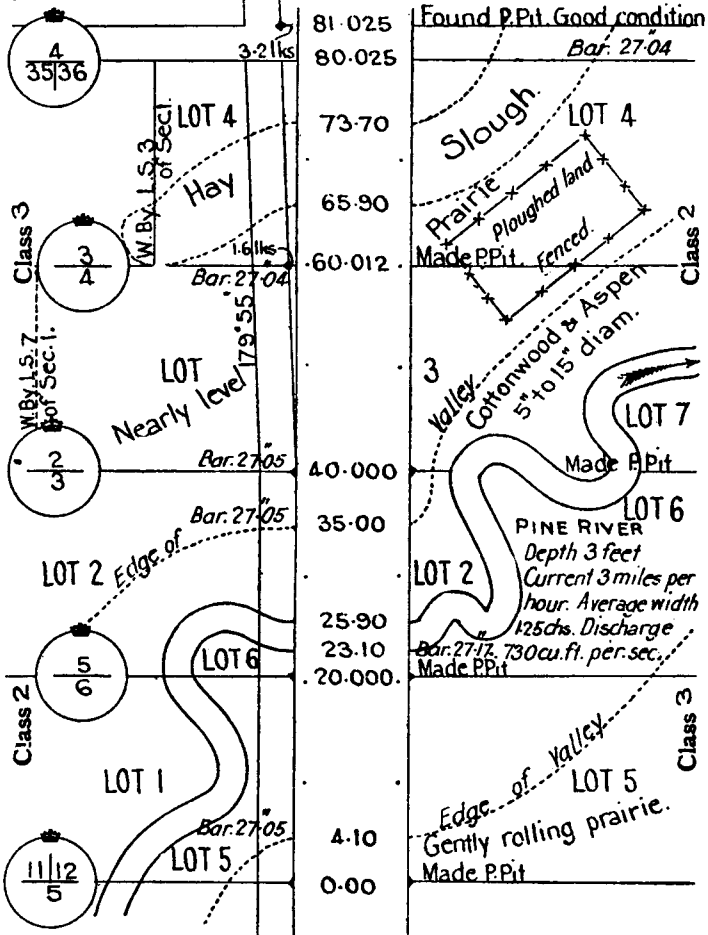 81·025 Found P.Pit. Good condition
4
35|36
3·2 lks
80·025
Bar. 27"·04
LOT 4
73·70
Slough.
LOT 4
W. By. L.S. 3
of Sect.1.
Hay
65·90
Prairie
Ploughed land
Fenced.
Class 3
3
4
1·6 lks
Bar. 27"·04
60·012
Made P.Pit.
Class 2
179°55'
W. By. L.S. 7
of Sec. 1.
LOT
Nearly level
3
Valley
Cottonwood & Aspen
5" to 15" diam.
LOT 7
2
3
Bar. 27"·05
40·000
Made P.Pit
LOT 6
Bar. 27"·05
35·00
PINE RIVER
Depth 3 feet
Current 3 miles per
hour. Average width
1·25chs. Discharge
730 cu.ft. per.sec.
LOT 2
Edge of
LOT 2
25·90
23·10
Bar. 27"·17.
LOT 6
5
6
20·000
Made P.Pit
Class 2
Class 3
LOT 1
Edge of Valley
LOT 5
Bar. 27"·05
4·10
Gently rolling prairie.
LOT 5
11|12
5
0·00
Made P.Pit